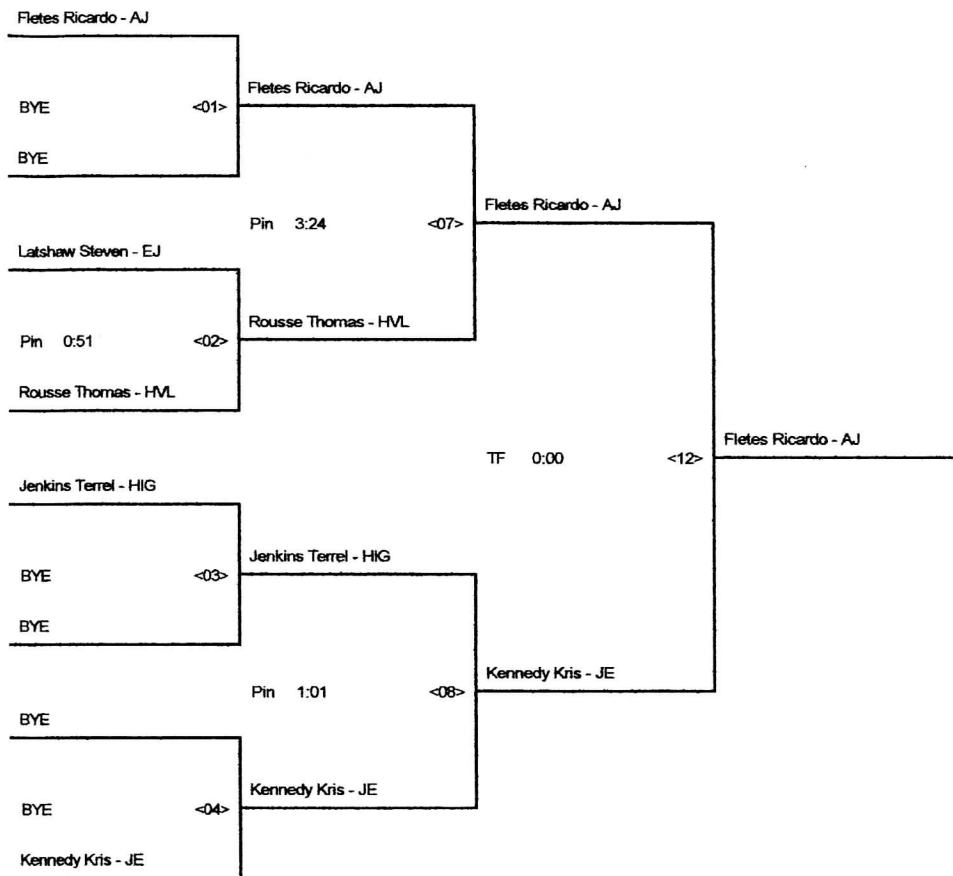 Fletes Ricardo - AJ
Fletes Ricardo - AJ
BYE <01>
BYE
Fletes Ricardo - AJ
Pin 3:24 <07>
Latshaw Steven - EJ
Rousse Thomas - HVL
Pin 0:51 <02>
Rousse Thomas - HVL
Fletes Ricardo - AJ
TF 0:00 <12>
Jenkins Terrel - HIG
Jenkins Terrel - HIG
BYE <03>
BYE
Kennedy Kris - JE
Pin 1:01 <08>
BYE
Kennedy Kris - JE
BYE <04>
Kennedy Kris - JE